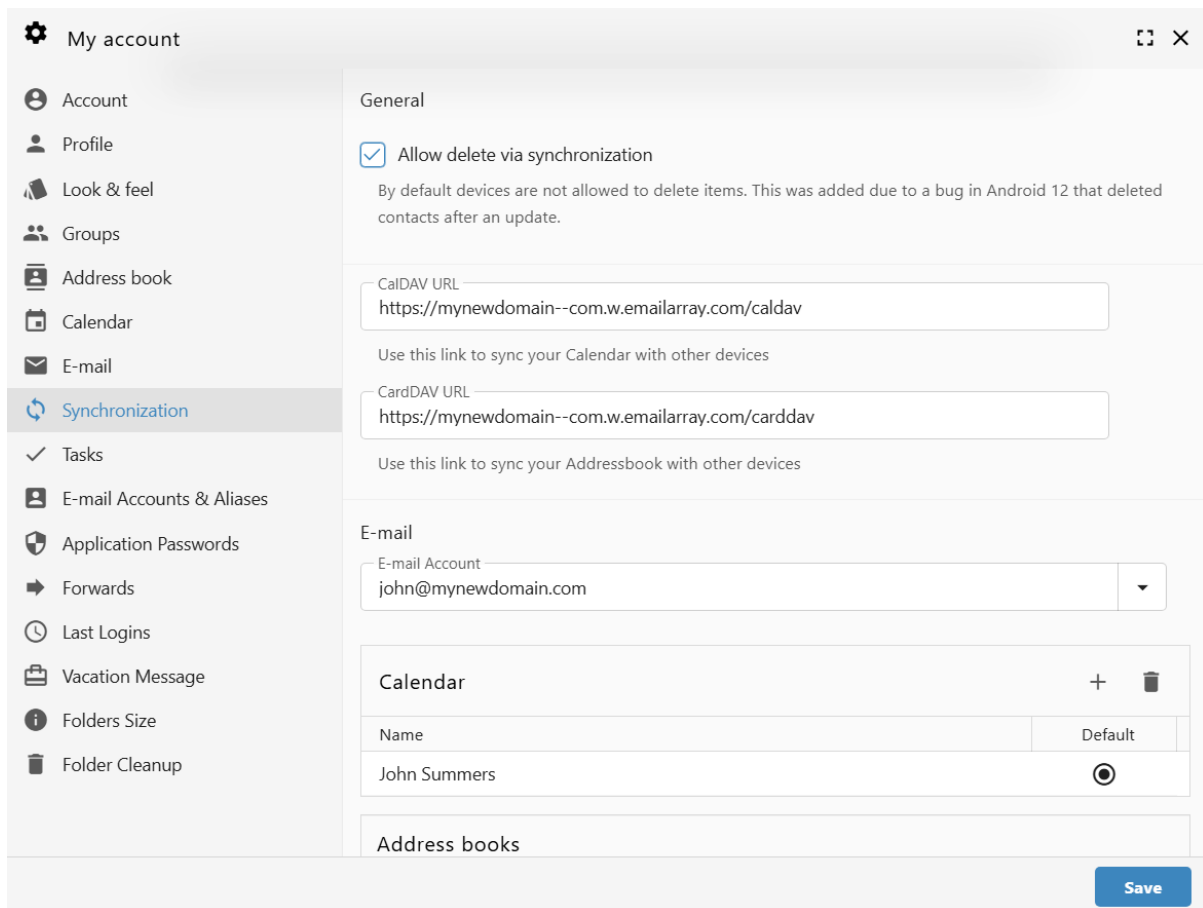 My account
Account
Profile
Look & feel
Groups
Address book
Calendar
E-mail
Synchronization
Tasks
E-mail Accounts & Aliases
Application Passwords
Forwards
Last Logins
Vacation Message
Folders Size
Folder Cleanup
General
Allow delete via synchronization
By default devices are not allowed to delete items. This was added due to a bug in Android 12 that deleted
contacts after an update.
CalDAV URL
https://mynewdomain--com.w.emailarray.com/caldav
Use this link to sync your Calendar with other devices
CardDAV URL
https://mynewdomain--com.w.emailarray.com/carddav
Use this link to sync your Addressbook with other devices
E-mail
E-mail Account
john@mynewdomain.com
Calendar
Name Default
John Summers
Address books
Save